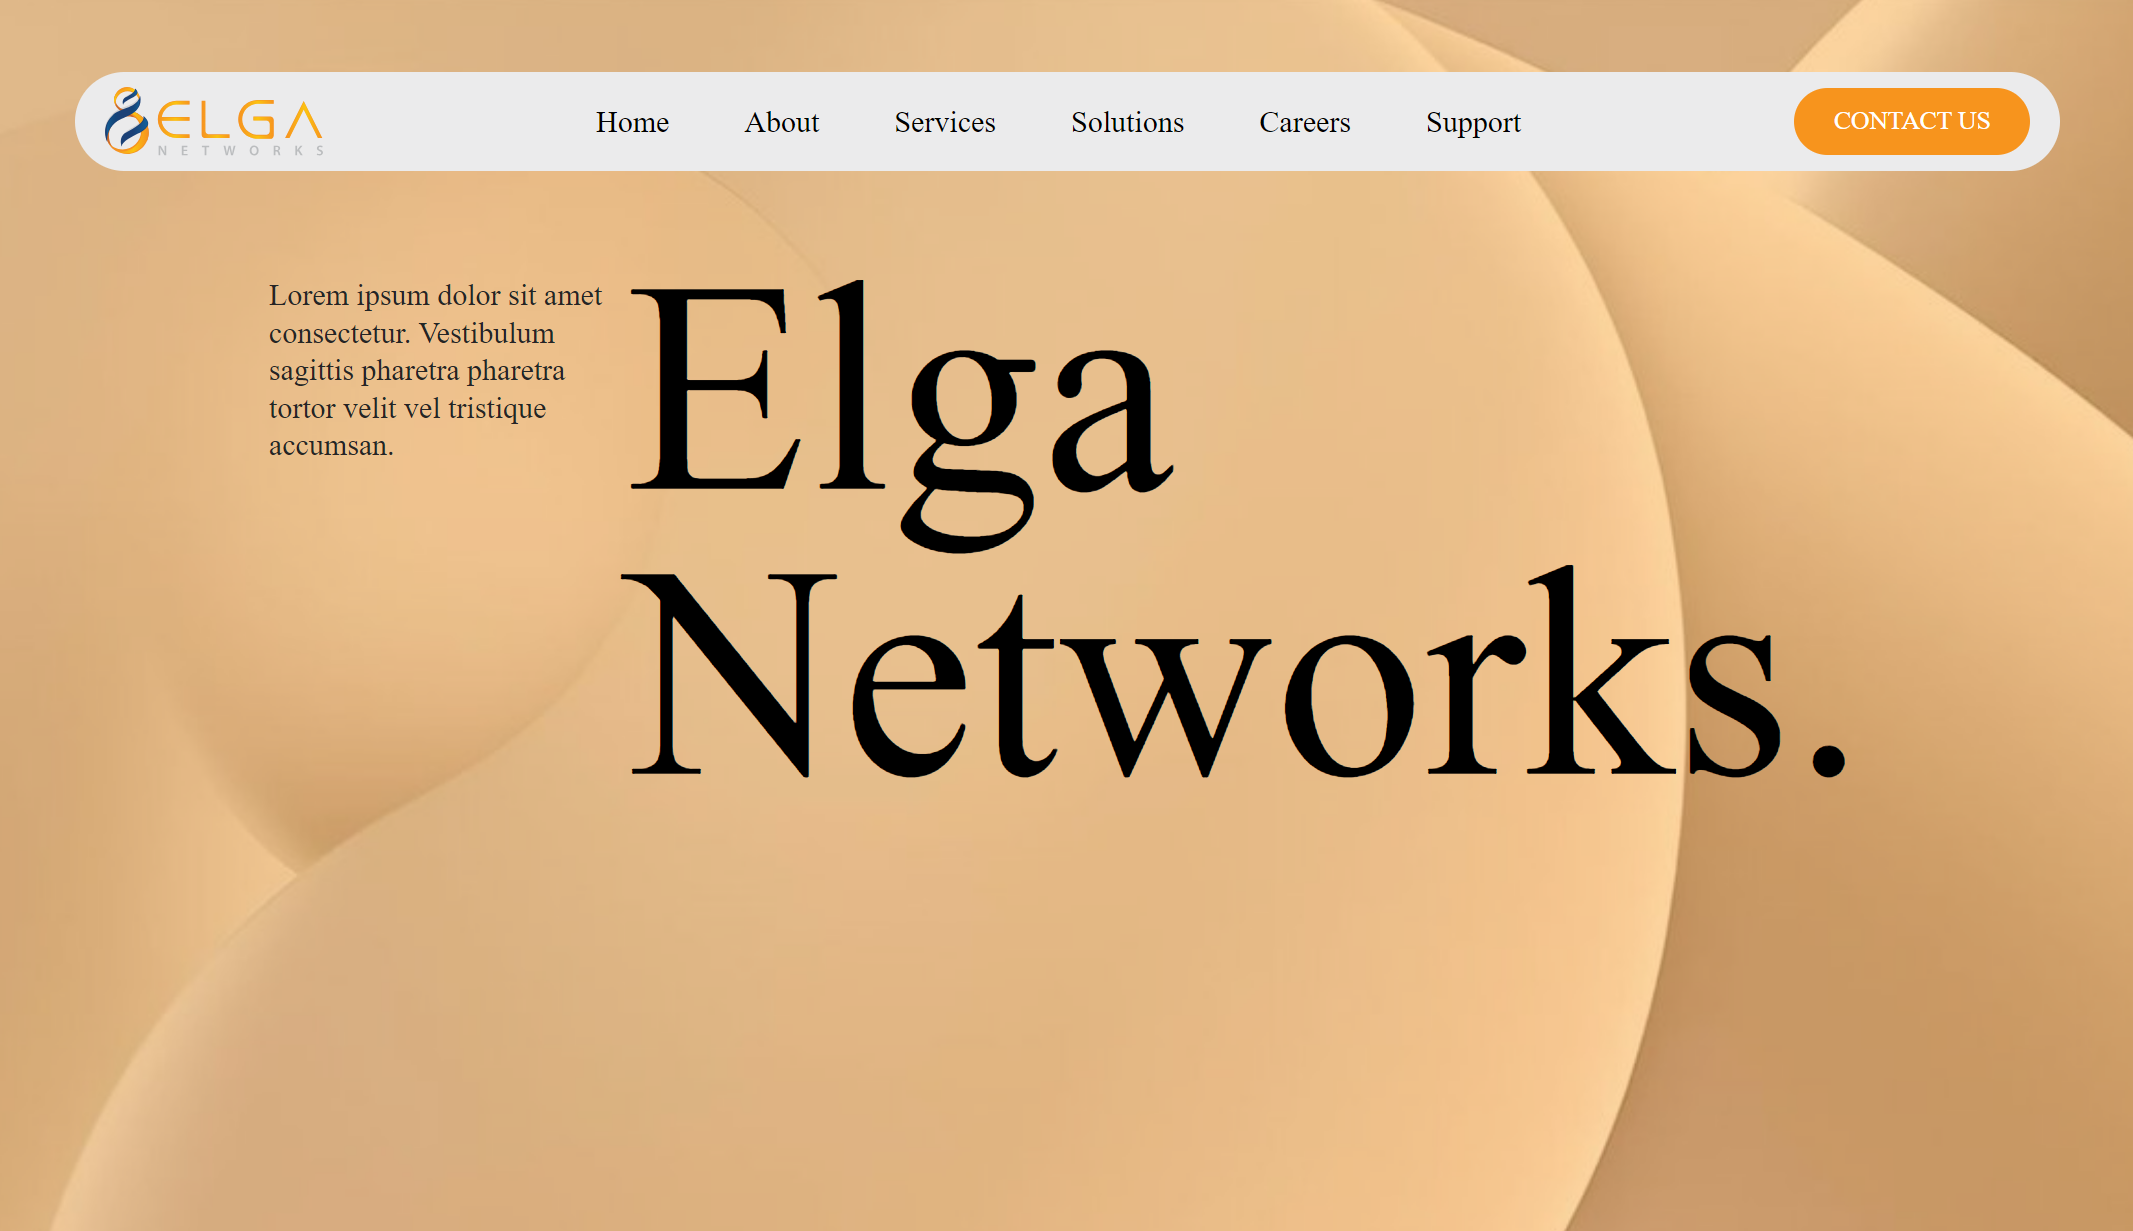 ELGA
NETWORKS
Home
About
Services
Solutions
Careers
Support
CONTACT US
Lorem ipsum dolor sit amet
consectetur. Vestibulum
sagittis pharetra pharetra
tortor velit vel tristique
accumsan.
Elga
Networks.